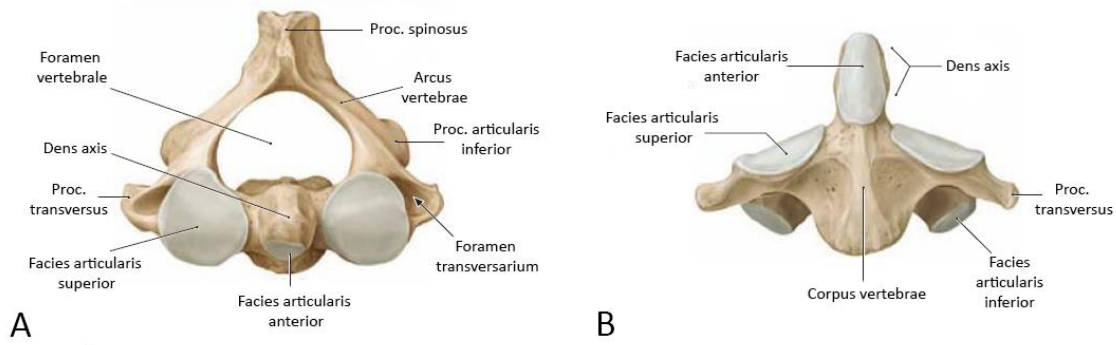 Proc. spinosus
Foramen
vertebrale
Arcus
vertebrae
Proc. articularis
inferior
Dens axis
Proc.
transversus
Foramen
transversarium
Facies articularis
superior
Facies articularis
anterior
A
Facies articularis
anterior
Dens axis
Facies articularis
superior
Proc.
transversus
Facies
articularis
inferior
Corpus vertebrae
B